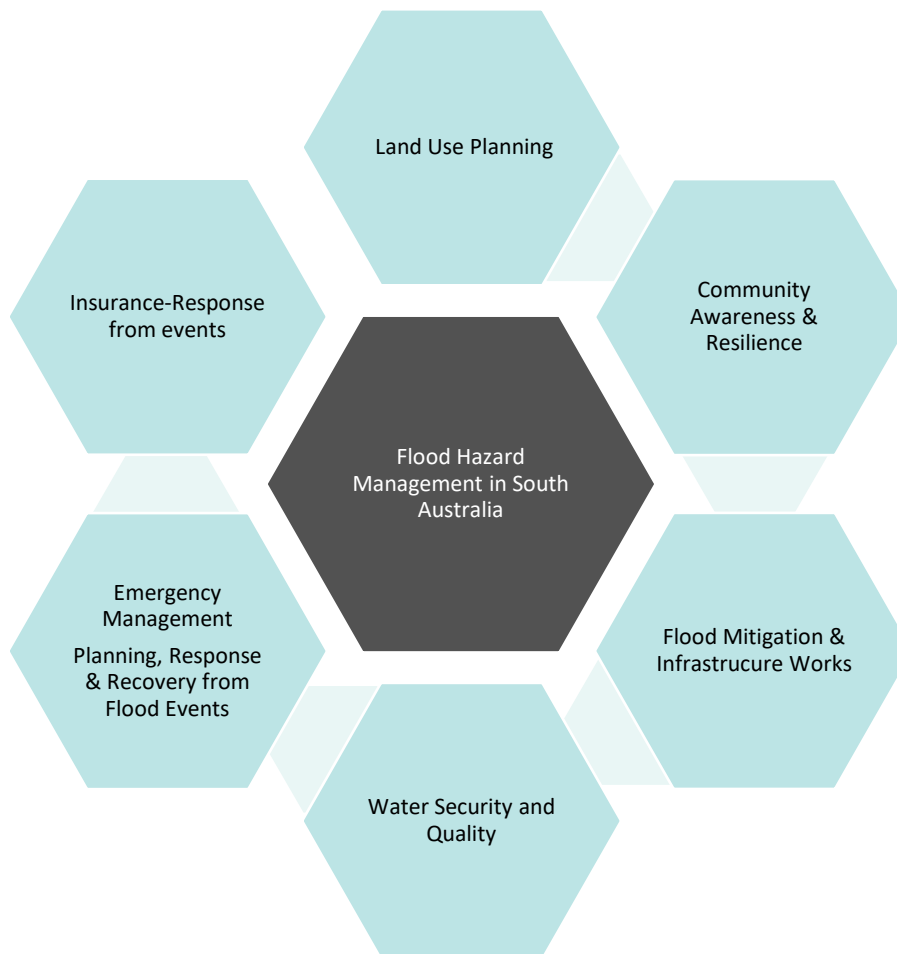 Land Use Planning
Community
Awareness &
Resilience
Flood Mitigation &
Infrastrucure Works
Water Security and
Quality
Emergency
Management
Planning, Response
& Recovery from
Flood Events
Insurance-Response
from events
Flood Hazard
Management in South
Australia